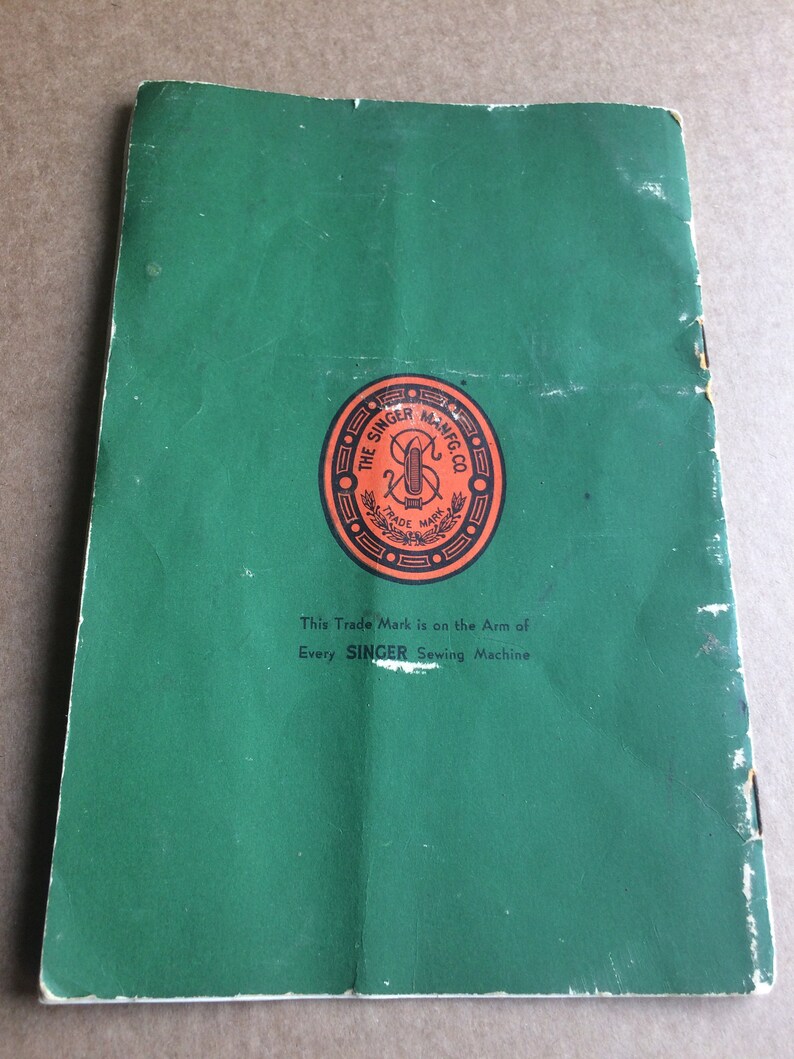 THE SINGER MANFG. CO.
TRADE MARK
This Trade Mark is on the Arm of
Every SINGER Sewing Machine